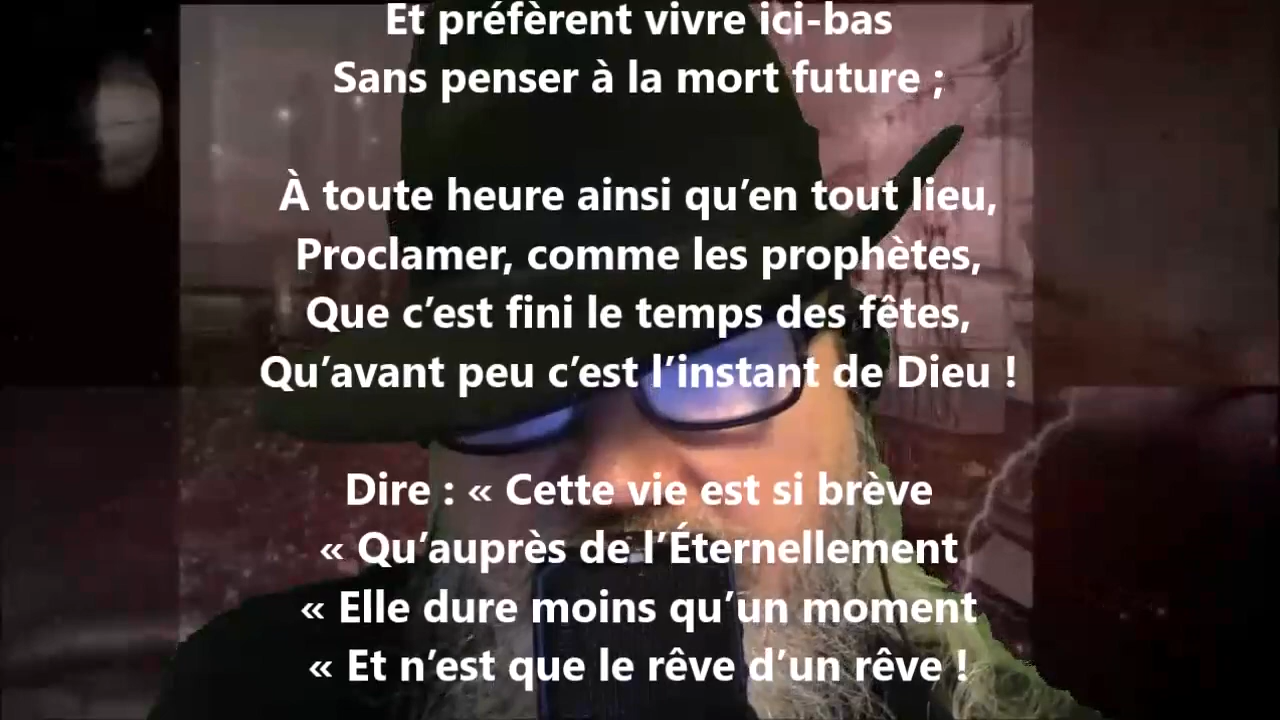 Et préfèrent vivre ici-bas
Sans penser à la mort future ;
À toute heure ainsi qu’en tout lieu,
Proclamer, comme les prophètes,
Que c’est fini le temps des fêtes,
Qu’avant peu c’est l’instant de Dieu !
Dire : « Cette vie est si brève
« Qu’auprès de l’Éternellement
« Elle dure moins qu’un moment
« Et n’est que le rêve d’un rêve !